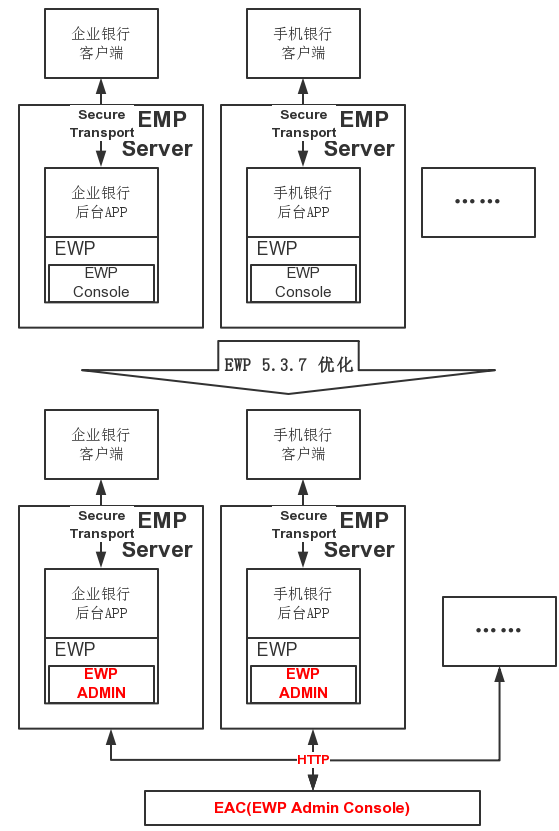 企业银行
客户端
手机银行
客户端
Secure
Transport
EMP
Server
Secure
Transport
EMP
Server
企业银行
后台APP
手机银行
后台APP
……
EWP
EWP
EWP
Console
EWP
Console
EWP 5.3.7 优化
企业银行
客户端
手机银行
客户端
Secure
Transport
EMP
Server
Secure
Transport
EMP
Server
企业银行
后台APP
手机银行
后台APP
……
EWP
EWP
EWP
ADMIN
EWP
ADMIN
HTTP
EAC(EWP Admin Console)